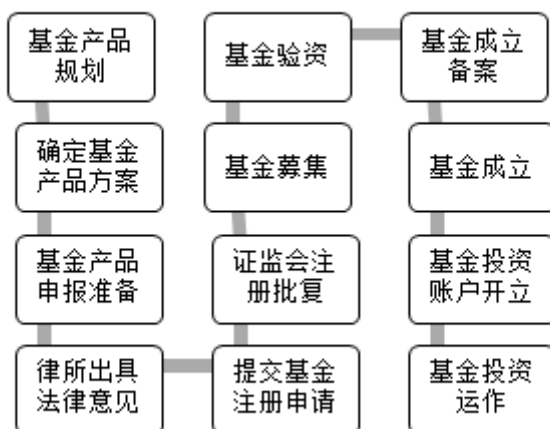 基金产品
规划
确定基金
产品方案
基金产品
申报准备
律所出具
法律意见
提交基金
注册申请
证监会注
册批复
基金募集
基金验资
基金成立
备案
基金成立
基金投资
账户开立
基金投资
运作